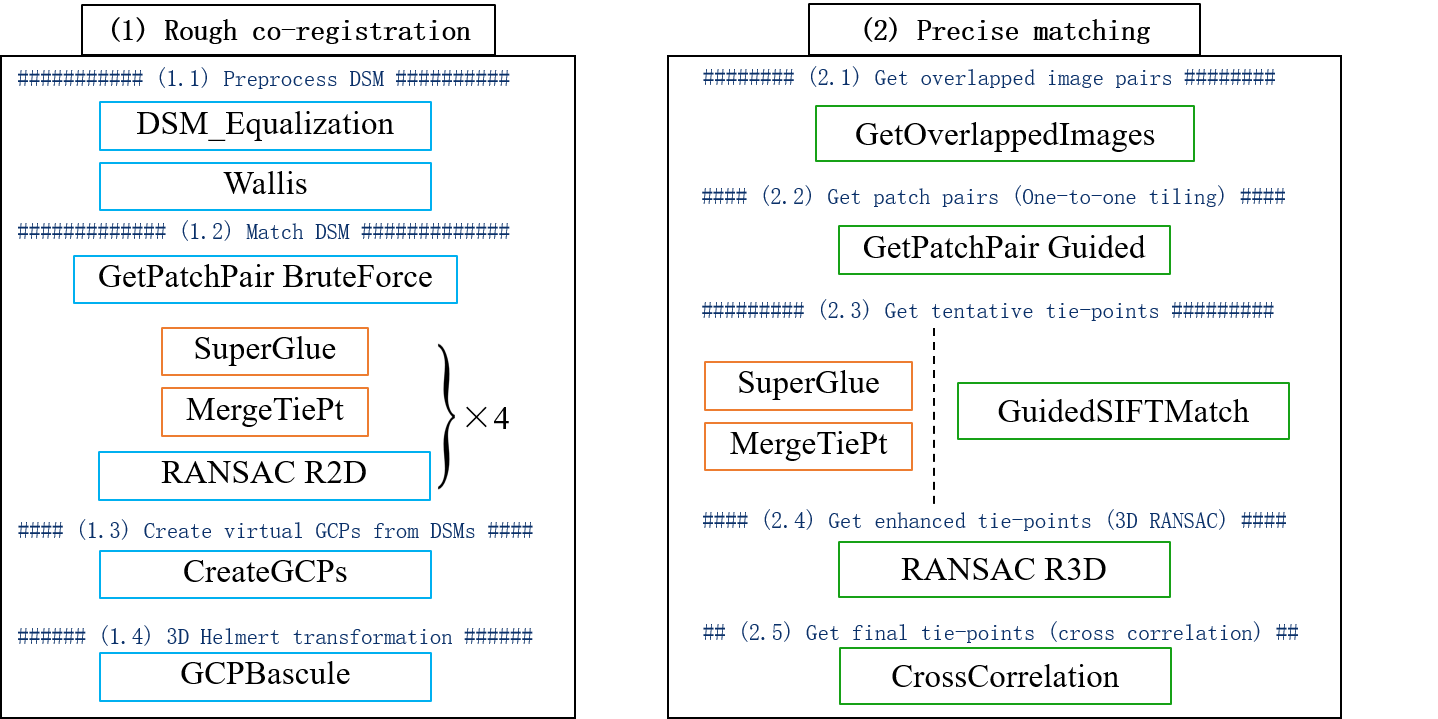 (1) Rough co-registration
########### (1.1) Preprocess DSM ##########
DSM_Equalization
Wallis
############# (1.2) Match DSM #############
GetPatchPair BruteForce
SuperGlue
MergeTiePt
RANSAC R2D
×4
#### (1.3) Create virtual GCPs from DSMs ####
CreateGCPs
###### (1.4) 3D Helmert transformation ######
GCPBascule
(2) Precise matching
######## (2.1) Get overlapped image pairs ########
GetOverlappedImages
#### (2.2) Get patch pairs (One-to-one tiling) ####
GetPatchPair Guided
######### (2.3) Get tentative tie-points #########
SuperGlue
MergeTiePt
GuidedSIFTMatch
#### (2.4) Get enhanced tie-points (3D RANSAC) ####
RANSAC R3D
## (2.5) Get final tie-points (cross correlation) ##
CrossCorrelation